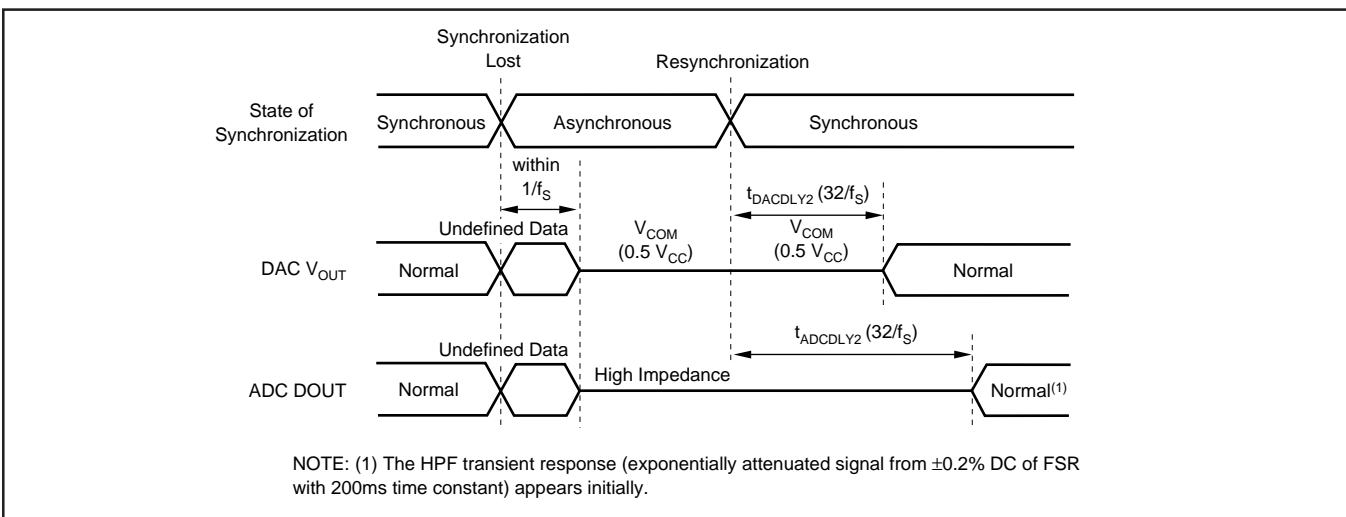 Synchronization
Lost
Resynchronization
State of
Synchronization
Synchronous
Asynchronous
Synchronous
within
1/fS
tDACDLY2 (32/fS)
Undefined Data
VCOM
(0.5 VCC)
VCOM
(0.5 VCC)
DAC VOUT
Normal
Normal
tADCDLY2 (32/fS)
Undefined Data
High Impedance
ADC DOUT
Normal
Normal(1)
NOTE: (1) The HPF transient response (exponentially attenuated signal from ±0.2% DC of FSR
with 200ms time constant) appears initially.